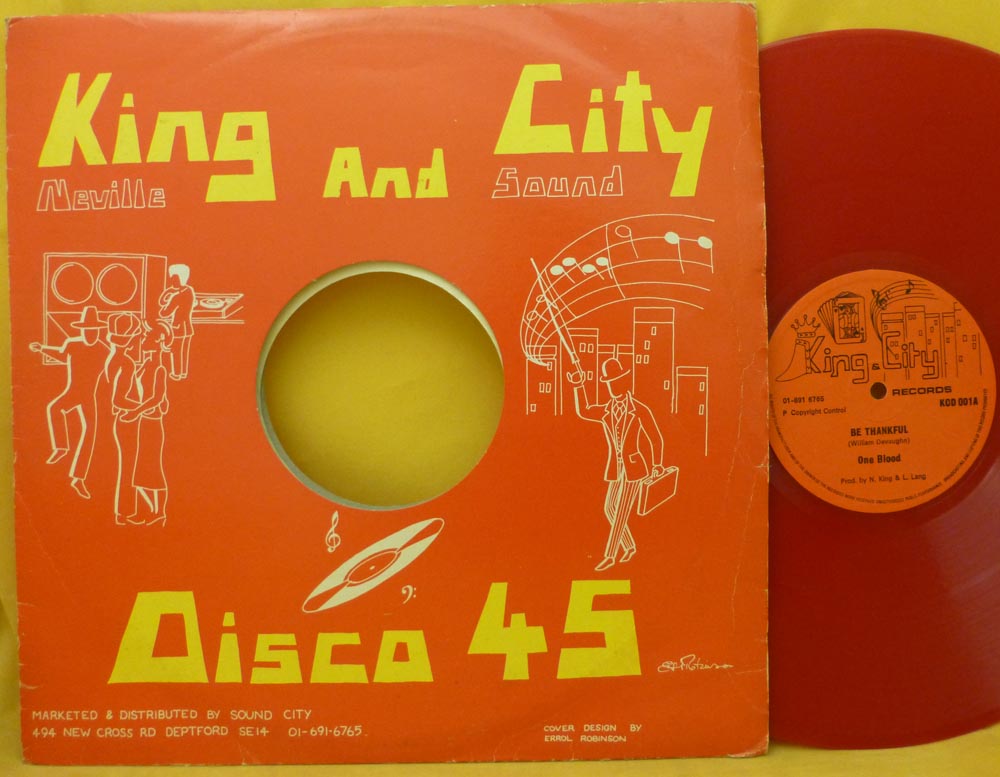 King And City
Neville Sound
Disco 45
MARKETED & DISTRIBUTED BY SOUND CITY
494 NEW CROSS RD DEPTFORD SE14 01-691-6765.
COVER DESIGN BY
ERROL ROBINSON
King & City
RECORDS
01-691 6765
KCD 001A
P Copyright Control
BE THANKFUL
(William Devaughn)
One Blood
Prod. by N. King & L. Lang